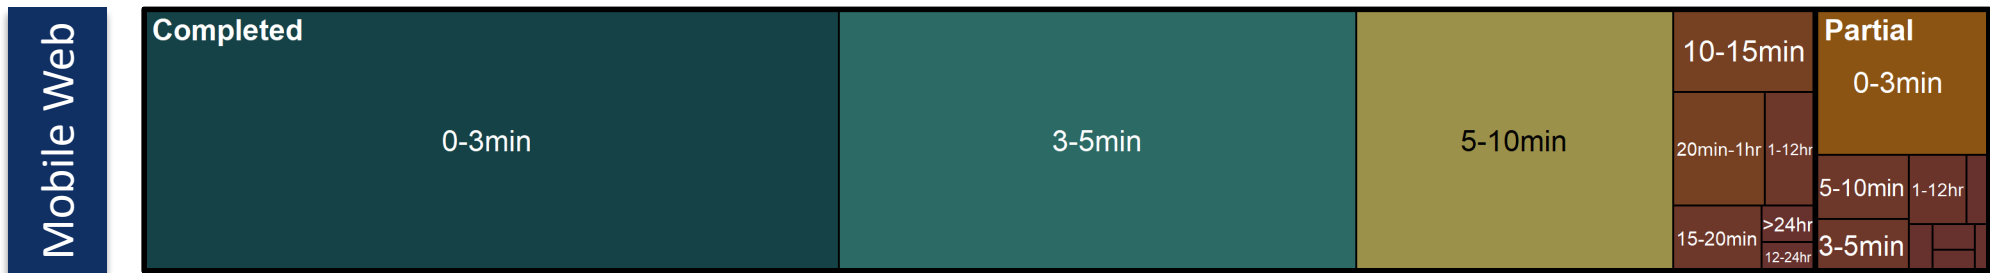 Mobile Web
Completed
0-3min
3-5min
5-10min
10-15min
20min-1hr
1-12hr
15-20min
>24hr
12-24hr
Partial
0-3min
5-10min
1-12hr
3-5min